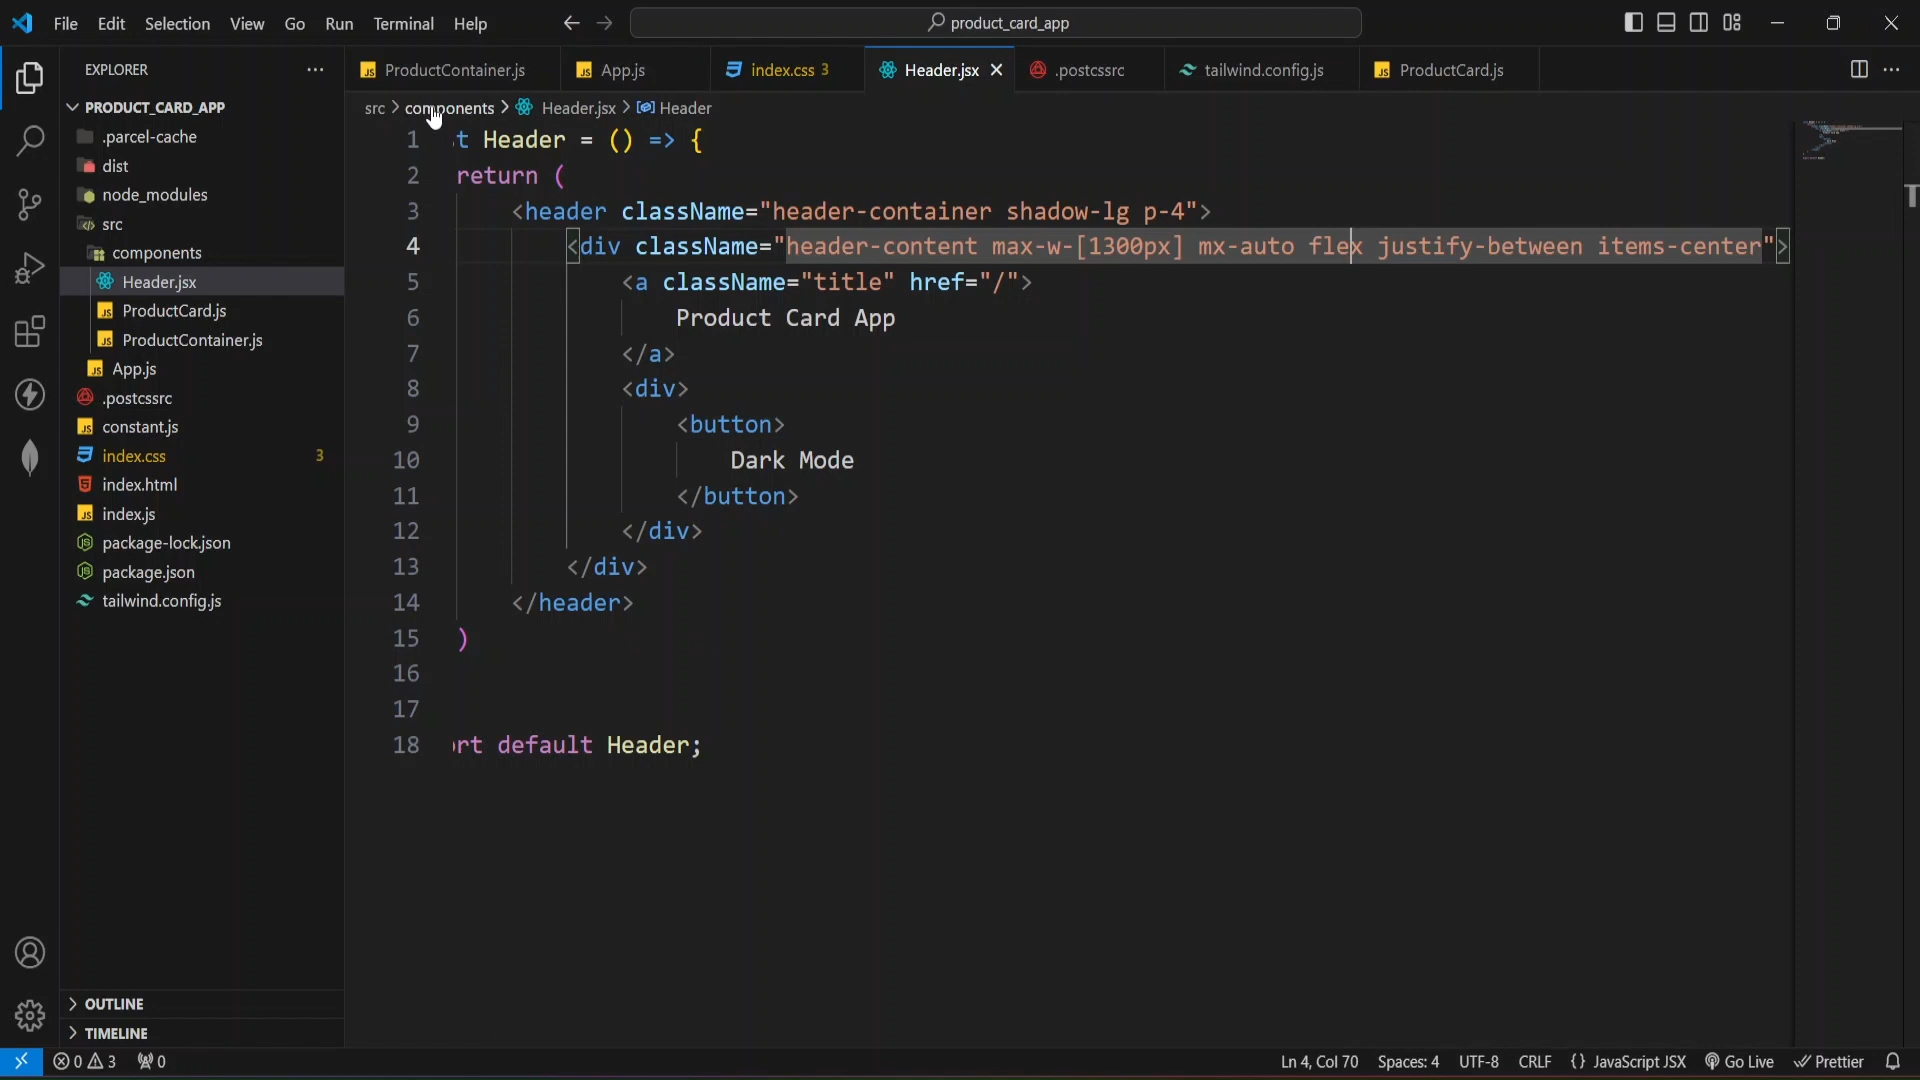 File Edit Selection View Go Run Terminal Help
product_card_app
EXPLORER
ProductContainer.js
App.js
index.css 3
Header.jsx
.postcssrc
tailwind.config.js
ProductCard.js
PRODUCT_CARD_APP
.parcel-cache
dist
node_modules
src
components
Header.jsx
ProductCard.js
ProductContainer.js
App.js
.postcssrc
constant.js
index.css 3
index.html
index.js
package-lock.json
package.json
tailwind.config.js
OUTLINE
TIMELINE
src > components > Header.jsx > Header
1 t Header = () => {
2 return (
3 <header className="header-container shadow-lg p-4">
4 <div className="header-content max-w-[1300px] mx-auto flex justify-between items-center">
5 <a className="title" href="/">
6 Product Card App
7 </a>
8 <div>
9 <button>
10 Dark Mode
11 </button>
12 </div>
13 </div>
14 </header>
15 )
16
17
18 rt default Header;
0 3 0
Ln 4, Col 70 Spaces: 4 UTF-8 CRLF {} JavaScript JSX Go Live Prettier